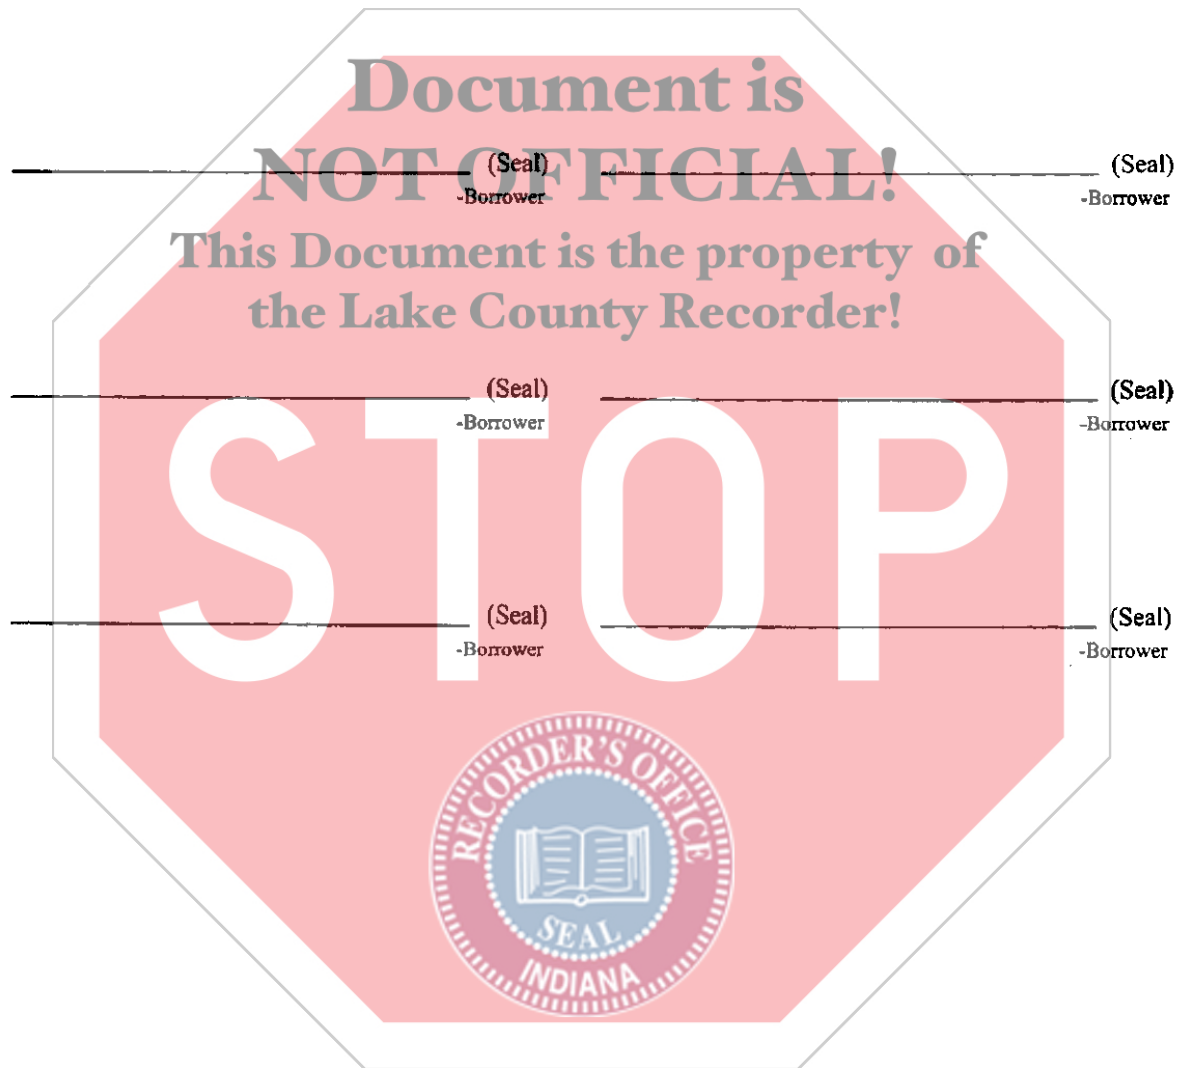 Document is
NOT OFFICIAL!
(Seal) (Seal)
-Borrower -Borrower
This Document is the property of
the Lake County Recorder!
(Seal) (Seal)
-Borrower -Borrower
STOP
(Seal) (Seal)
-Borrower -Borrower
RECORDER'S OFFICE
SEAL
INDIANA